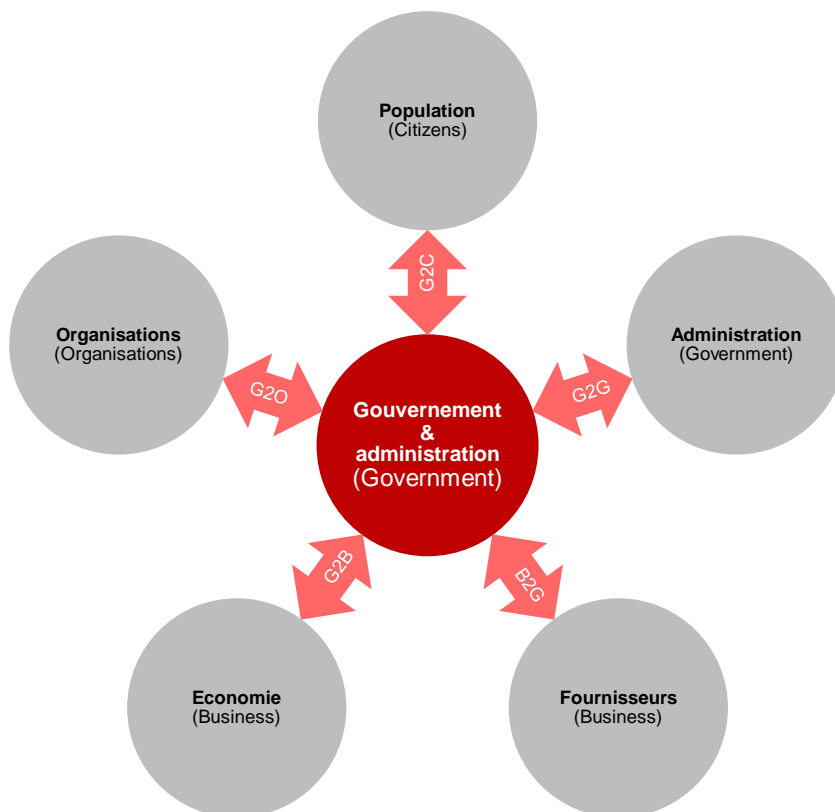 Population
(Citizens)
G2C
Organisations
(Organisations)
Administration
(Government)
G2O
G2G
Gouvernement
&
administration
(Government)
G2B
B2G
Economie
(Business)
Fournisseurs
(Business)